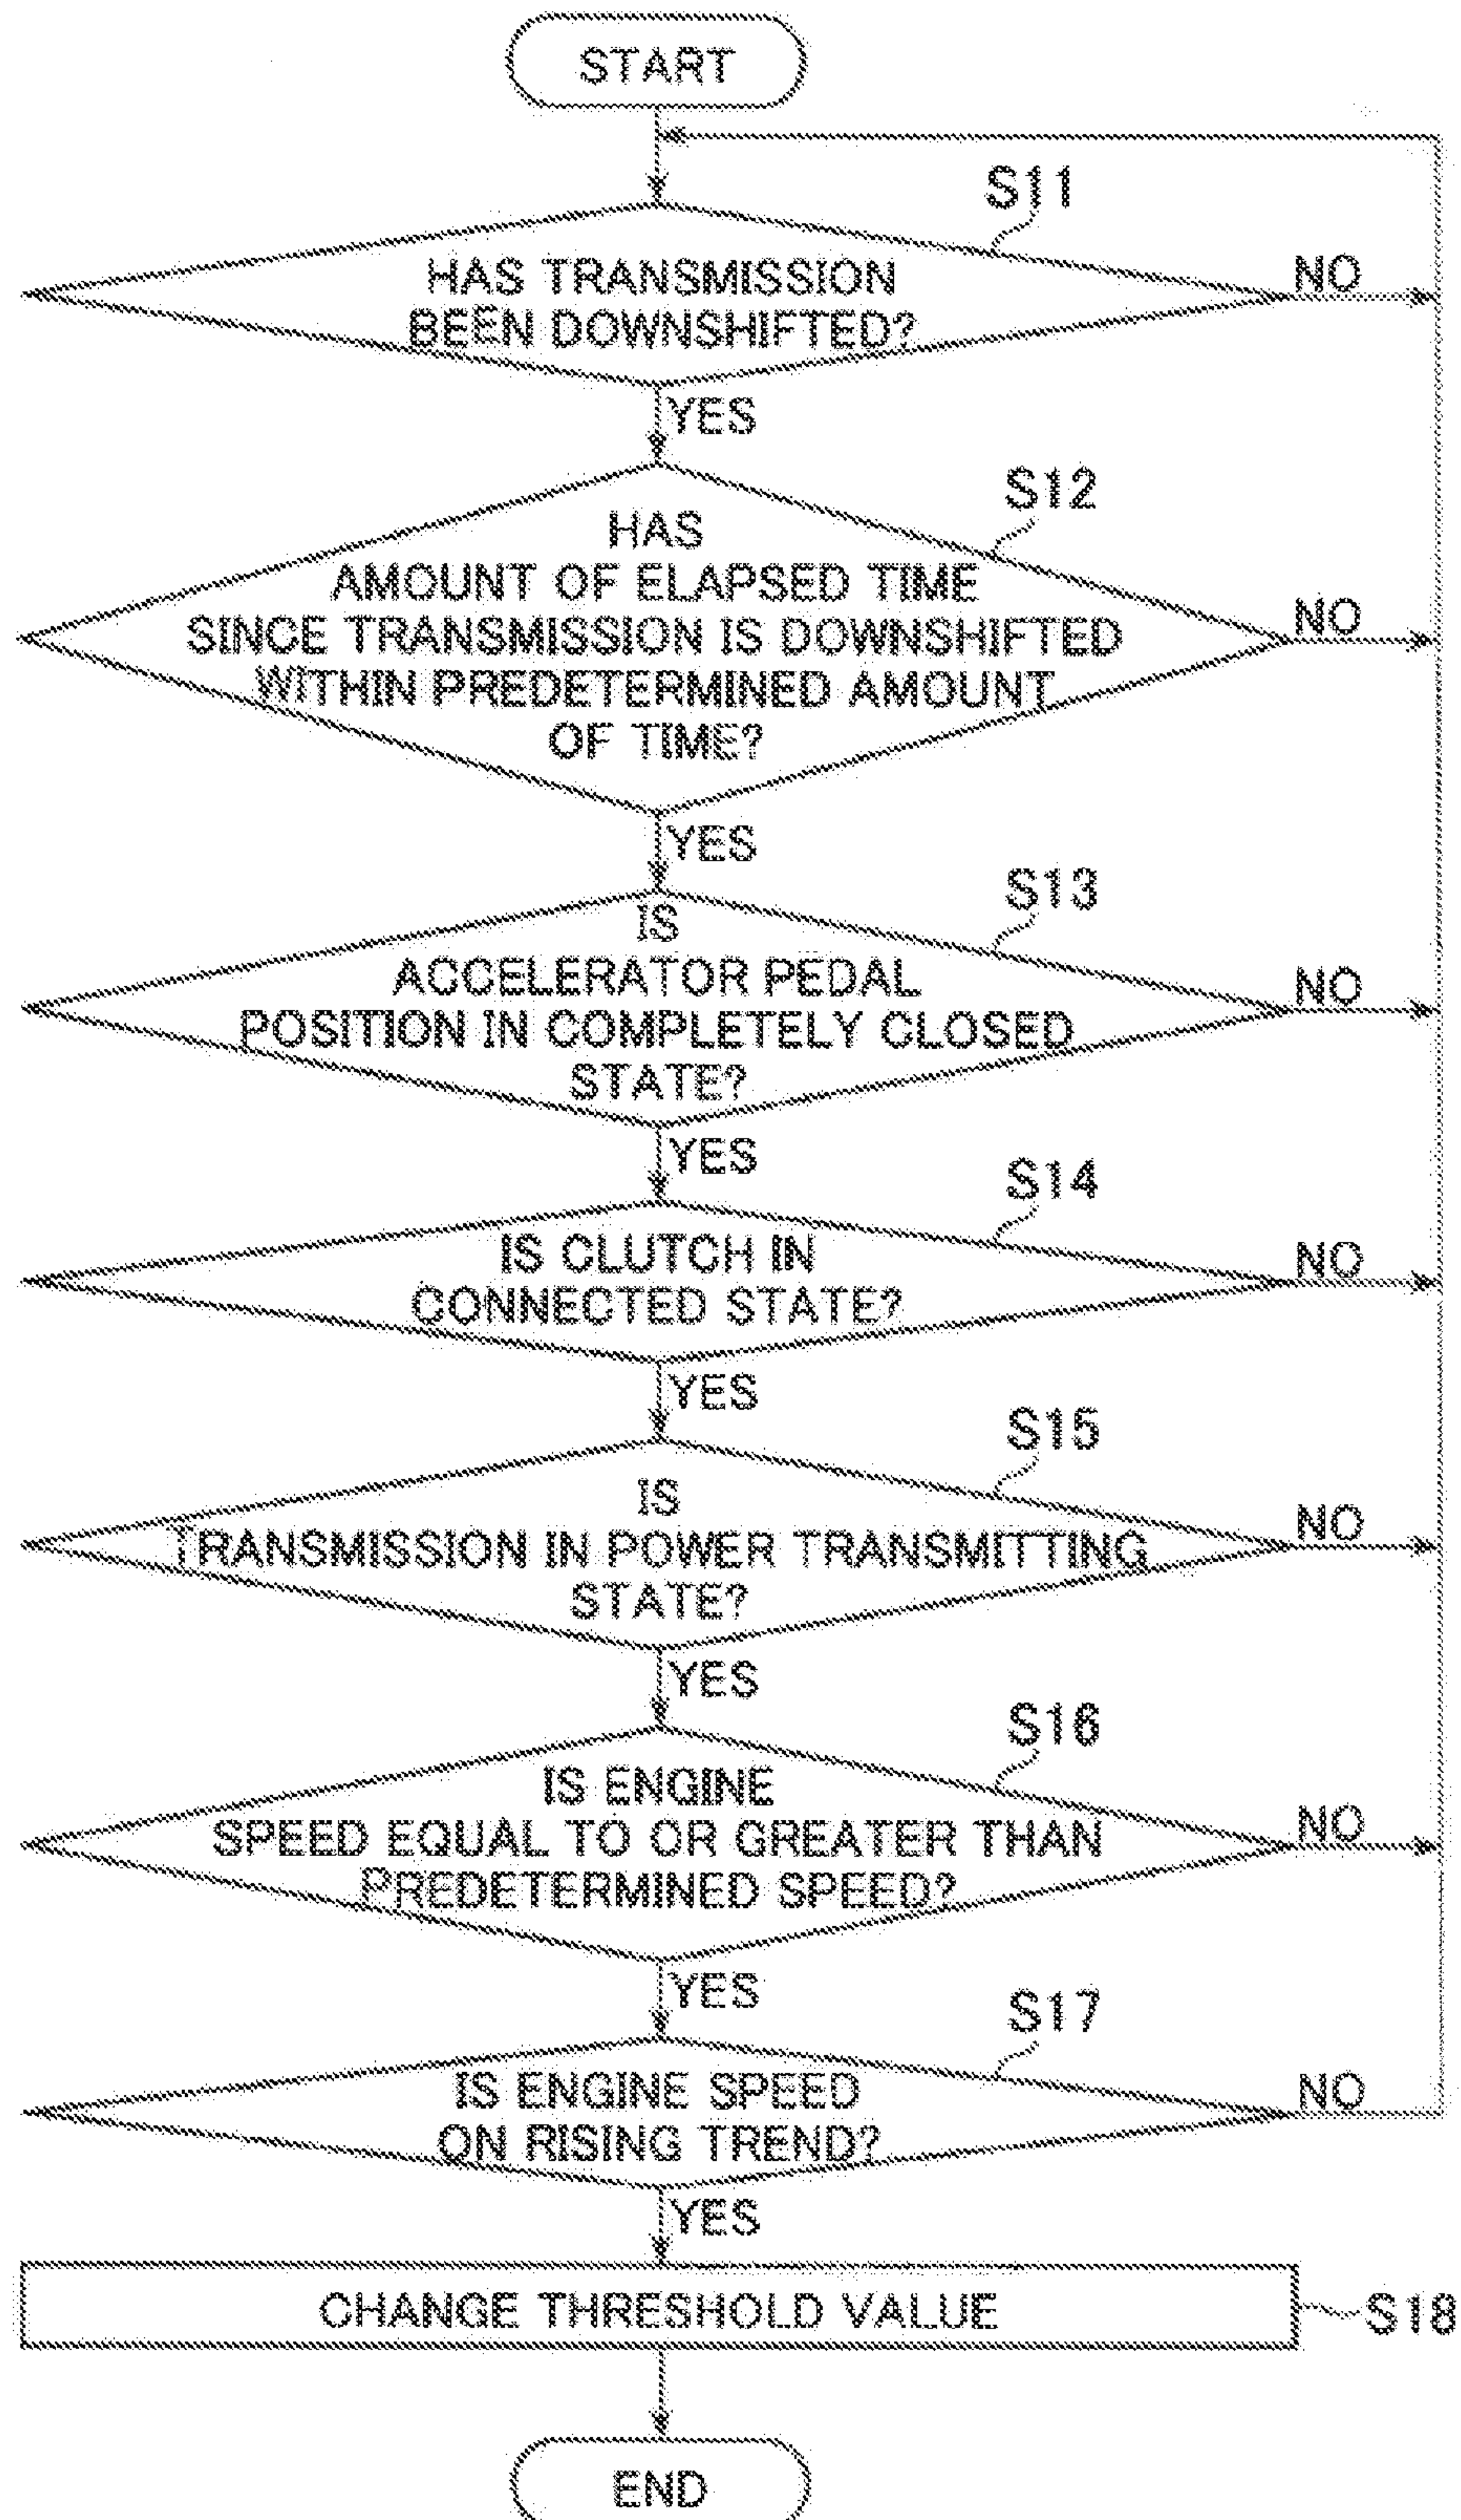 START
S11
HAS TRANSMISSION
BEEN DOWNSHIFTED?
NO
YES
S12
HAS
AMOUNT OF ELAPSED TIME
SINCE TRANSMISSION IS DOWNSHIFTED
WITHIN PREDETERMINED AMOUNT
OF TIME?
NO
YES
S13
IS
ACCELERATOR PEDAL
POSITION IN COMPLETELY CLOSED
STATE?
NO
YES
S14
IS CLUTCH IN
CONNECTED STATE?
NO
YES
S15
IS
TRANSMISSION IN POWER TRANSMITTING
STATE?
NO
YES
S16
IS ENGINE
SPEED EQUAL TO OR GREATER THAN
PREDETERMINED SPEED?
NO
YES
S17
IS ENGINE SPEED
ON RISING TREND?
NO
YES
CHANGE THRESHOLD VALUE
S18
END